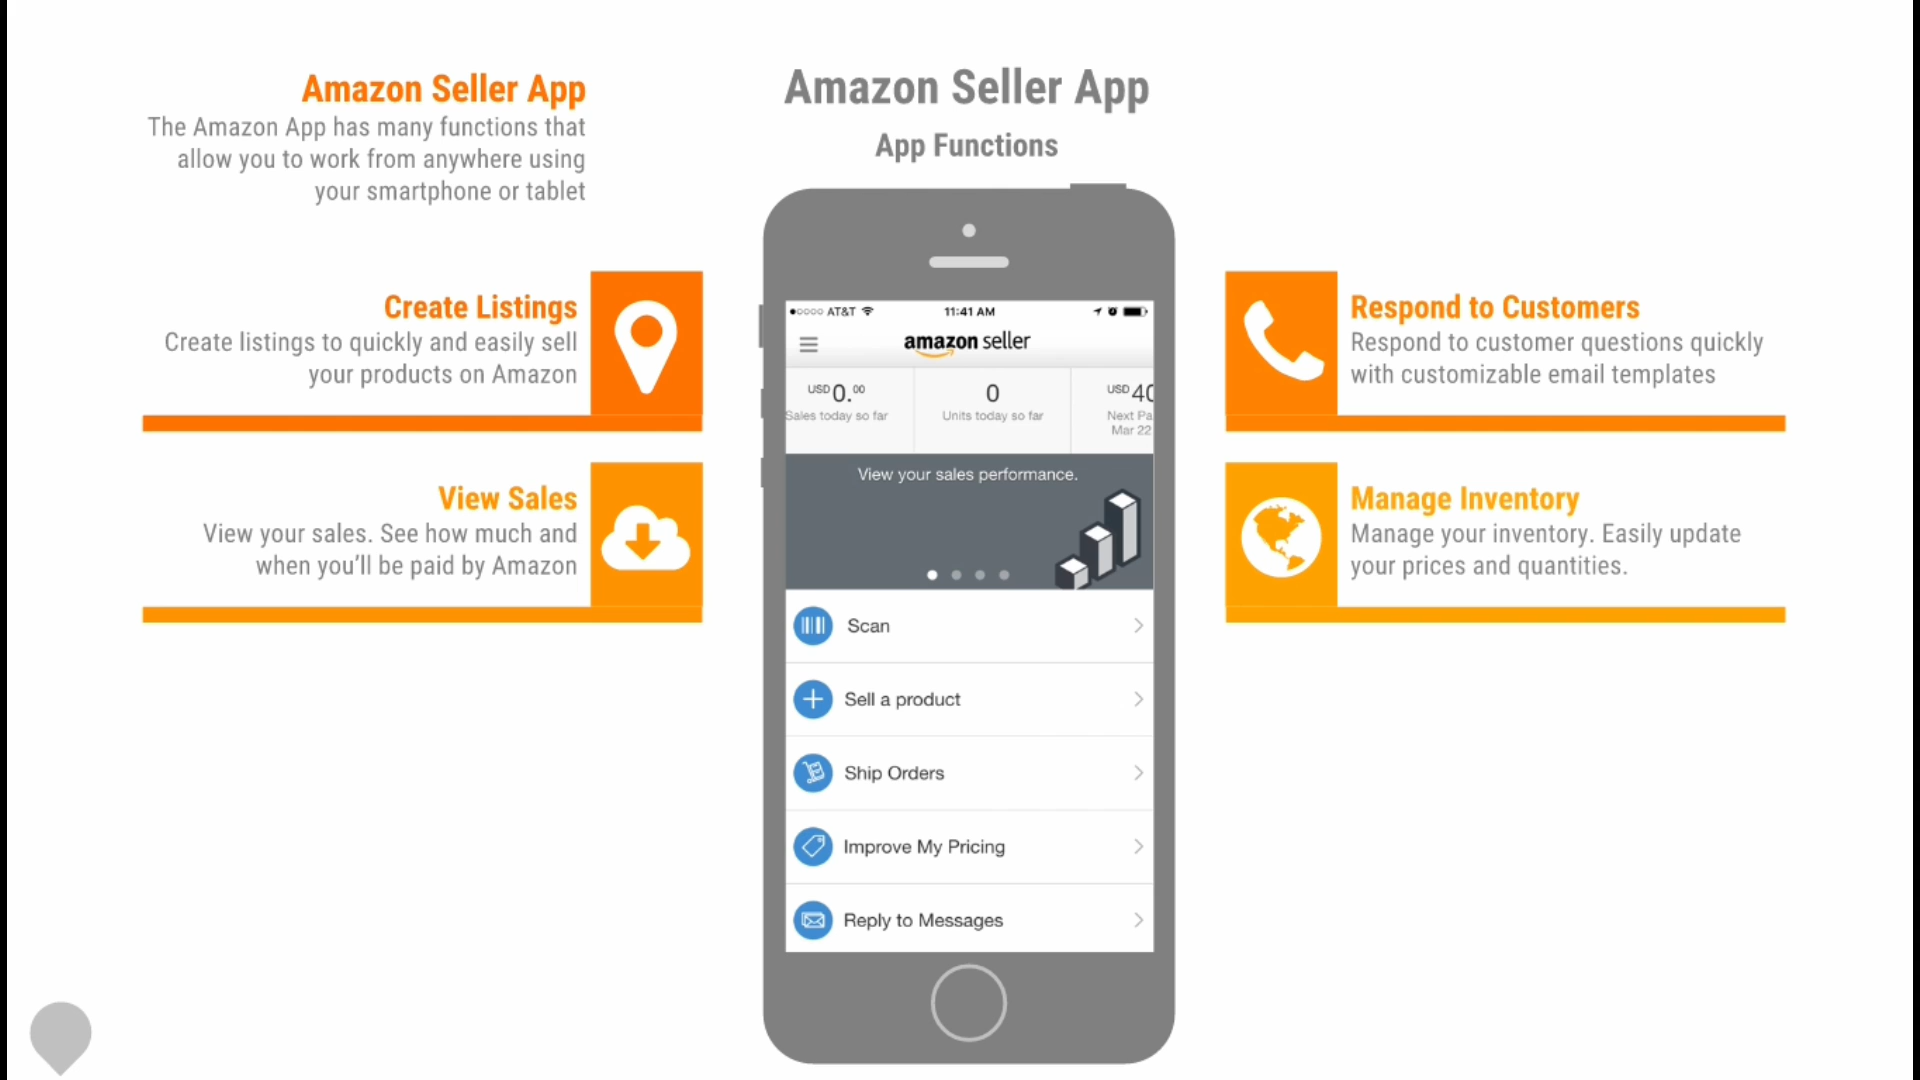 Amazon Seller App
The Amazon App has many functions that
allow you to work from anywhere using
your smartphone or tablet
Create Listings
Create listings to quickly and easily sell
your products on Amazon
View Sales
View your sales. See how much and
when you'll be paid by Amazon
Amazon Seller App
App Functions
AT&T 11:41 AM
amazon seller
USD 0.00
Sales today so far
0
Units today so far
USD 40
Next Pa
Mar 22
View your sales performance.
Scan
Sell a product
Ship Orders
Improve My Pricing
Reply to Messages
Respond to Customers
Respond to customer questions quickly
with customizable email templates
Manage Inventory
Manage your inventory. Easily update
your prices and quantities.